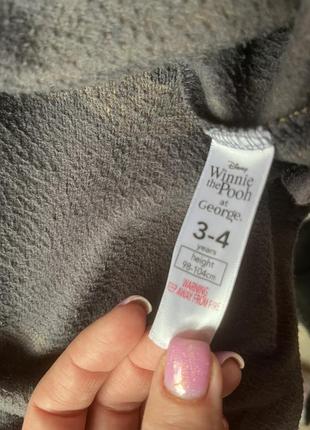 Disney
Winnie
the Pooh
at
George.
3-4
years
height
98-104cm
WARNING
KEEP AWAY FROM FIRE